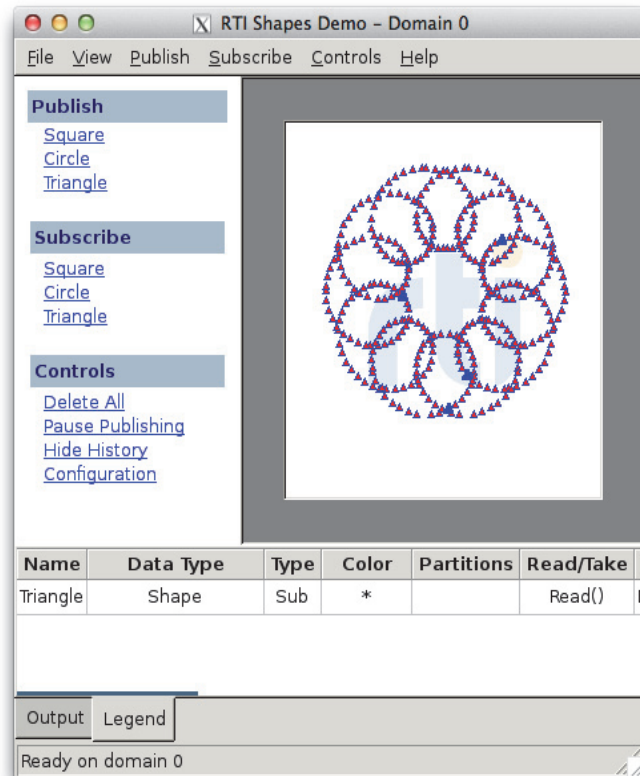 X RTI Shapes Demo – Domain 0
File View Publish Subscribe Controls Help
Publish
Square
Circle
Triangle
Subscribe
Square
Circle
Triangle
Controls
Delete All
Pause Publishing
Hide History
Configuration
rti
Name Data Type Type Color Partitions Read/Take
Triangle Shape Sub * Read()
Output Legend
Ready on domain 0